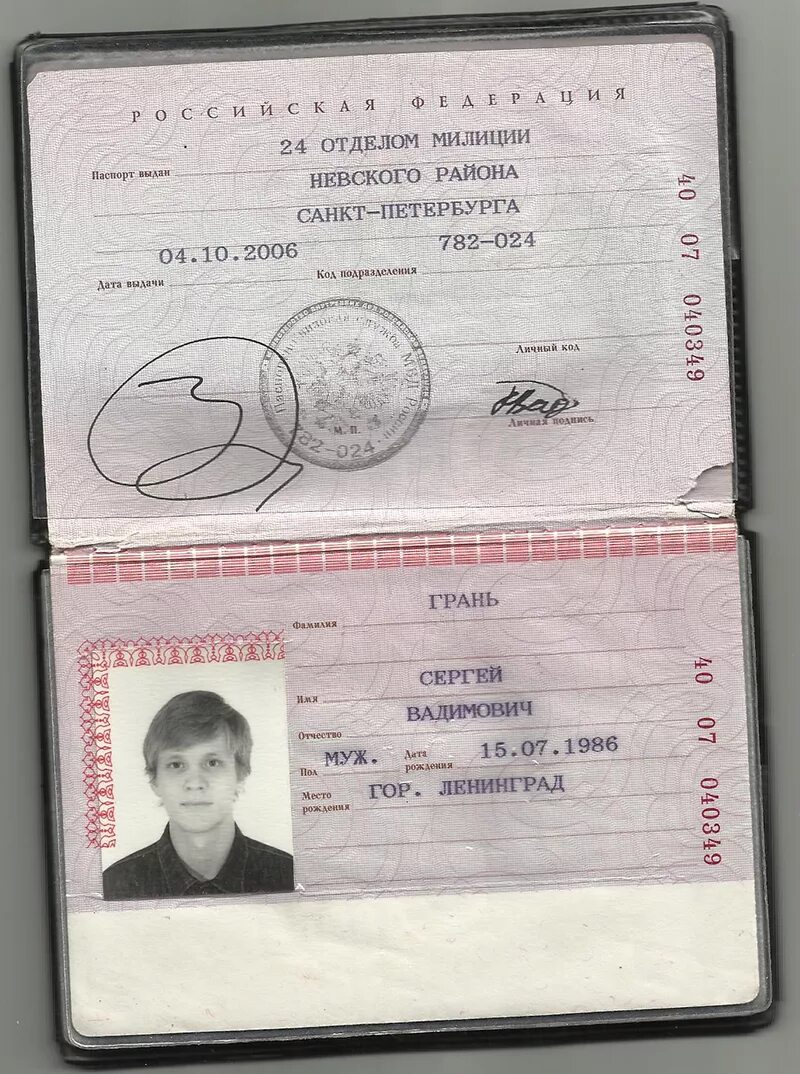 РОССИЙСКАЯ ФЕДЕРАЦИЯ
24 ОТДЕЛОМ МИЛИЦИИ
Паспорт выдан
НЕВСКОГО РАЙОНА
САНКТ-ПЕТЕРБУРГА
04.10.2006 782-024
Дата выдачи Код подразделения
40 07 040349
Личный код
Личная подпись
М.П.
782-024
ГРАНЬ
Фамилия
СЕРГЕЙ
Имя
ВАДИМОВИЧ
Отчество
МУЖ. Дата рождения 15.07.1986
Пол
Место рождения ГОР. ЛЕНИНГРАД
40 07 040349